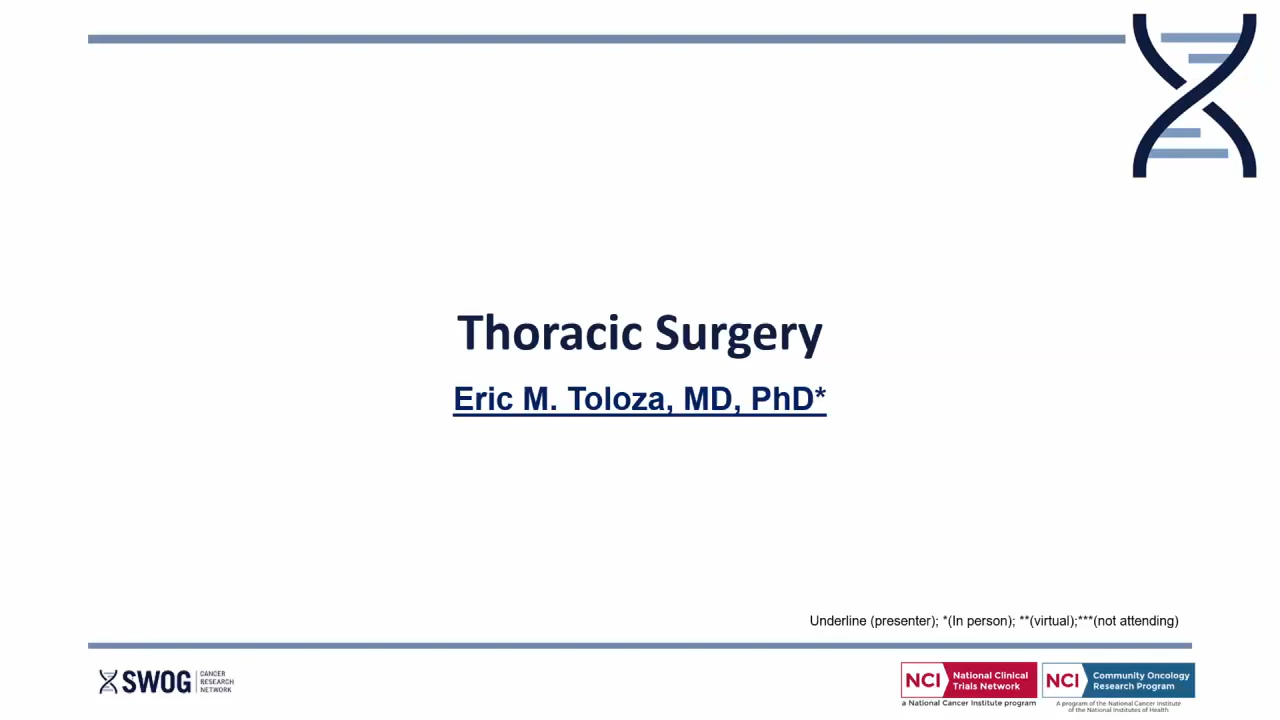 Thoracic Surgery
Eric M. Toloza, MD, PhD*
Underline (presenter); *(In person); **(virtual);***(not attending)
SWOG
CANCER
RESEARCH
NETWORK
NCI
National Clinical
Trials Network
a National Cancer Institute program
NCI
Community Oncology
Research Program
A program of the National Cancer Institute
of the National Institutes of Health